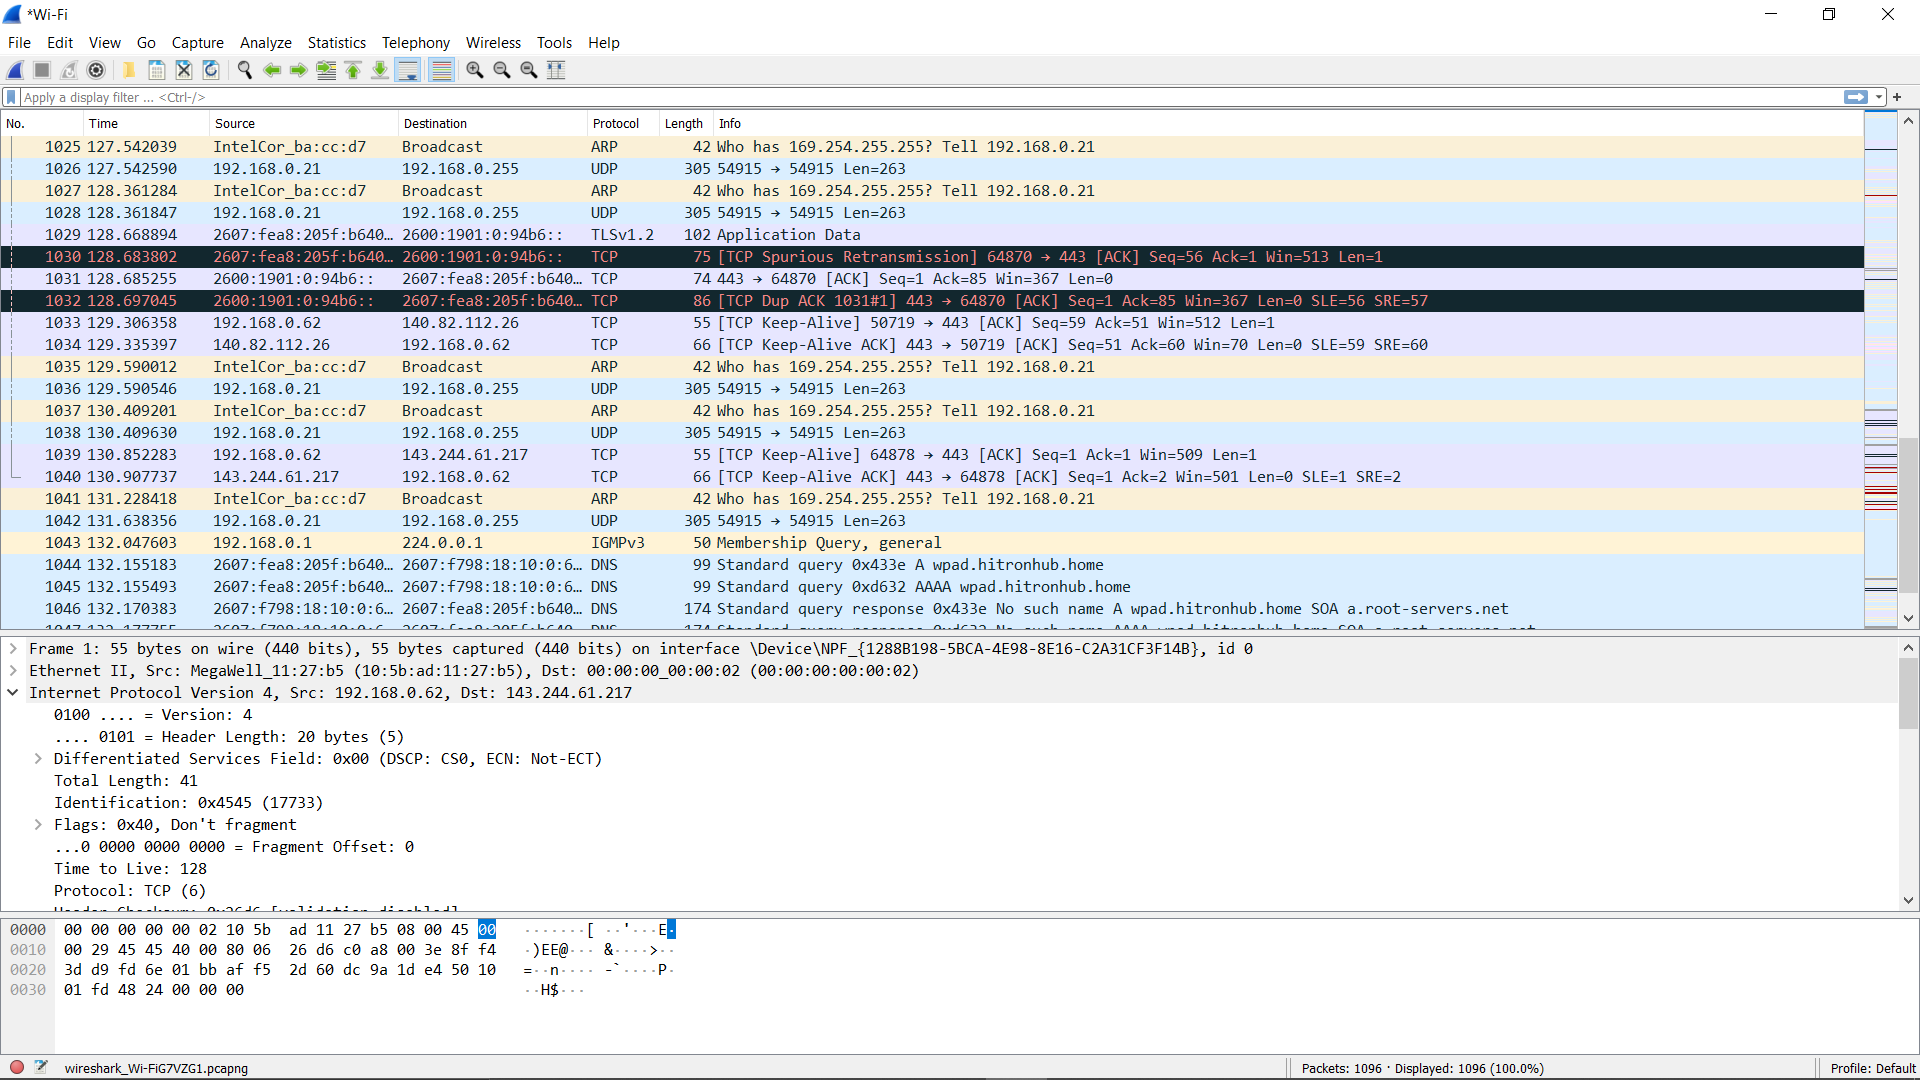 *Wi-Fi
File Edit View Go Capture Analyze Statistics Telephony Wireless Tools Help
Apply a display filter ... <Ctrl-/>
No. Time Source Destination Protocol Length Info
1025 127.542039 IntelCor_ba:cc:d7 Broadcast ARP 42 Who has 169.254.255.255? Tell 192.168.0.21
1026 127.542590 192.168.0.21 192.168.0.255 UDP 305 54915 → 54915 Len=263
1027 128.361284 IntelCor_ba:cc:d7 Broadcast ARP 42 Who has 169.254.255.255? Tell 192.168.0.21
1028 128.361847 192.168.0.21 192.168.0.255 UDP 305 54915 → 54915 Len=263
1029 128.668894 2607:fea8:205f:b640… 2600:1901:0:94b6:: TLSv1.2 102 Application Data
1030 128.683802 2607:fea8:205f:b640… 2600:1901:0:94b6:: TCP 75 [TCP Spurious Retransmission] 64870 → 443 [ACK] Seq=56 Ack=1 Win=513 Len=1
1031 128.685255 2600:1901:0:94b6:: 2607:fea8:205f:b640… TCP 74 443 → 64870 [ACK] Seq=1 Ack=85 Win=367 Len=0
1032 128.697045 2600:1901:0:94b6:: 2607:fea8:205f:b640… TCP 86 [TCP Dup ACK 1031#1] 443 → 64870 [ACK] Seq=1 Ack=85 Win=367 Len=0 SLE=56 SRE=57
1033 129.306358 192.168.0.62 140.82.112.26 TCP 55 [TCP Keep-Alive] 50719 → 443 [ACK] Seq=59 Ack=51 Win=512 Len=1
1034 129.335397 140.82.112.26 192.168.0.62 TCP 66 [TCP Keep-Alive ACK] 443 → 50719 [ACK] Seq=51 Ack=60 Win=70 Len=0 SLE=59 SRE=60
1035 129.590012 IntelCor_ba:cc:d7 Broadcast ARP 42 Who has 169.254.255.255? Tell 192.168.0.21
1036 129.590546 192.168.0.21 192.168.0.255 UDP 305 54915 → 54915 Len=263
1037 130.409201 IntelCor_ba:cc:d7 Broadcast ARP 42 Who has 169.254.255.255? Tell 192.168.0.21
1038 130.409630 192.168.0.21 192.168.0.255 UDP 305 54915 → 54915 Len=263
1039 130.852283 192.168.0.62 143.244.61.217 TCP 55 [TCP Keep-Alive] 64878 → 443 [ACK] Seq=1 Ack=1 Win=509 Len=1
1040 130.907737 143.244.61.217 192.168.0.62 TCP 66 [TCP Keep-Alive ACK] 443 → 64878 [ACK] Seq=1 Ack=2 Win=501 Len=0 SLE=1 SRE=2
1041 131.228418 IntelCor_ba:cc:d7 Broadcast ARP 42 Who has 169.254.255.255? Tell 192.168.0.21
1042 131.638356 192.168.0.21 192.168.0.255 UDP 305 54915 → 54915 Len=263
1043 132.047603 192.168.0.1 224.0.0.1 IGMPv3 50 Membership Query, general
1044 132.155183 2607:fea8:205f:b640… 2607:f798:18:10:0:6… DNS 99 Standard query 0x433e A wpad.hitronhub.home
1045 132.155493 2607:fea8:205f:b640… 2607:f798:18:10:0:6… DNS 99 Standard query 0xd632 AAAA wpad.hitronhub.home
1046 132.170383 2607:f798:18:10:0:6… 2607:fea8:205f:b640… DNS 174 Standard query response 0x433e No such name A wpad.hitronhub.home SOA a.root-servers.net
1047 132.177755 2607:f798:18:10:0:6… 2607:fea8:205f:b640… DNS 174 Standard query response 0xd632 No such name AAAA wpad.hitronhub.home SOA a.root-servers.net
Frame 1: 55 bytes on wire (440 bits), 55 bytes captured (440 bits) on interface \Device\NPF_{1288B198-5BCA-4E98-8E16-C2A31CF3F14B}, id 0
Ethernet II, Src: MegaWell_11:27:b5 (10:5b:ad:11:27:b5), Dst: 00:00:00_00:00:02 (00:00:00:00:00:02)
Internet Protocol Version 4, Src: 192.168.0.62, Dst: 143.244.61.217
0100 .... = Version: 4
.... 0101 = Header Length: 20 bytes (5)
Differentiated Services Field: 0x00 (DSCP: CS0, ECN: Not-ECT)
Total Length: 41
Identification: 0x4545 (17733)
Flags: 0x40, Don't fragment
...0 0000 0000 0000 = Fragment Offset: 0
Time to Live: 128
Protocol: TCP (6)
Header Checksum: 0x26d6 [validation disabled]
0000 00 00 00 00 00 02 10 5b ad 11 27 b5 08 00 45 00 ·······[ ··'···E·
0010 00 29 45 45 40 00 80 06 26 d6 c0 a8 00 3e 8f f4 ·)EE@··· &····>··
0020 3d d9 fd 6e 01 bb af f5 2d 60 dc 9a 1d e4 50 10 =··n···· -`····P·
0030 01 fd 48 24 00 00 00 ··H$···
wireshark_Wi-FiG7VZG1.pcapng Packets: 1096 · Displayed: 1096 (100.0%) Profile: Default